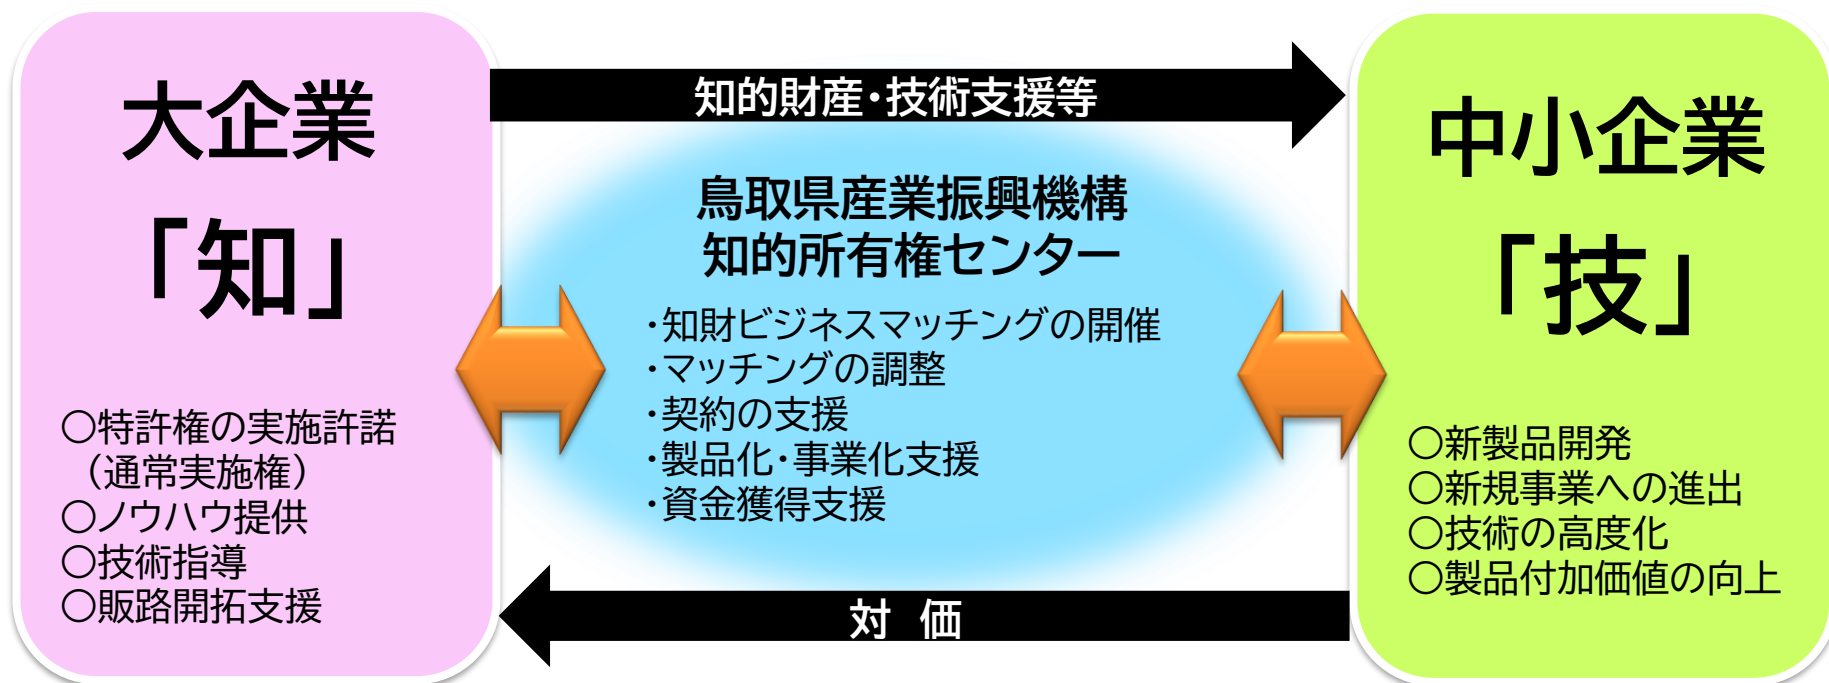 大企業
「知」
○特許権の実施許諾
（通常実施権）
○ノウハウ提供
○技術指導
○販路開拓支援
知的財産・技術支援等
鳥取県産業振興機構
知的所有権センター
・知財ビジネスマッチングの開催
・マッチングの調整
・契約の支援
・製品化・事業化支援
・資金獲得支援
対 価
中小企業
「技」
○新製品開発
○新規事業への進出
○技術の高度化
○製品付加価値の向上